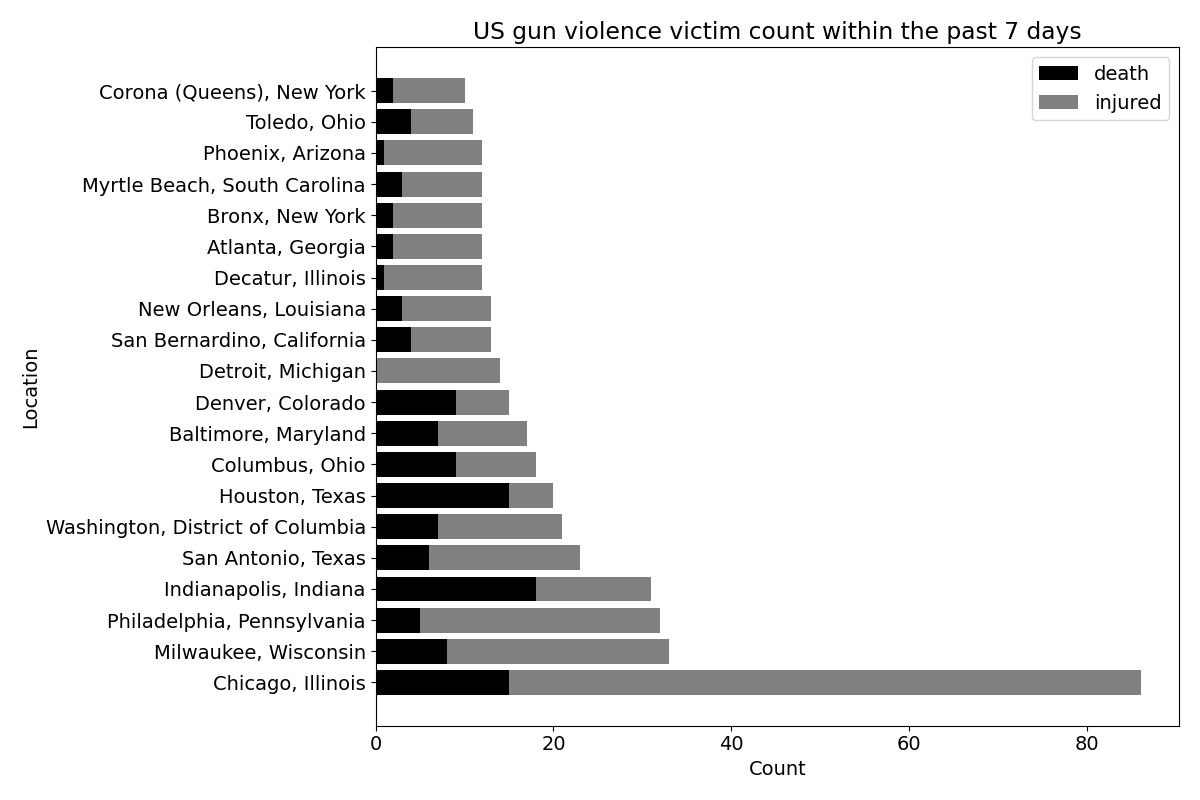 US gun violence victim count within the past 7 days
death
injured
Corona (Queens), New York
Toledo, Ohio
Phoenix, Arizona
Myrtle Beach, South Carolina
Bronx, New York
Atlanta, Georgia
Decatur, Illinois
New Orleans, Louisiana
San Bernardino, California
Detroit, Michigan
Denver, Colorado
Baltimore, Maryland
Columbus, Ohio
Houston, Texas
Washington, District of Columbia
San Antonio, Texas
Indianapolis, Indiana
Philadelphia, Pennsylvania
Milwaukee, Wisconsin
Chicago, Illinois
Location
0 20 40 60 80
Count